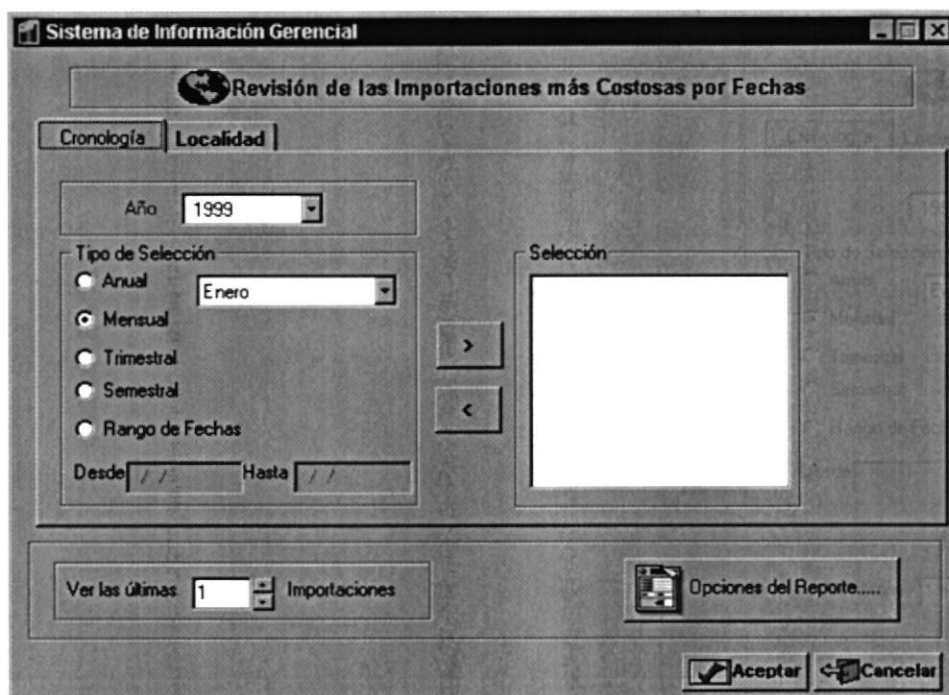 Sistema de Información Gerencial
Revisión de las Importaciones más Costosas por Fechas
Cronología Localidad
Año 1999
Tipo de Selección
Anual Enero
Mensual
Trimestral
Semestral
Rango de Fechas
Desde / / Hasta / /
Selección
>
<
Ver las últimas 1 Importaciones
Opciones del Reporte.....
Aceptar Cancelar